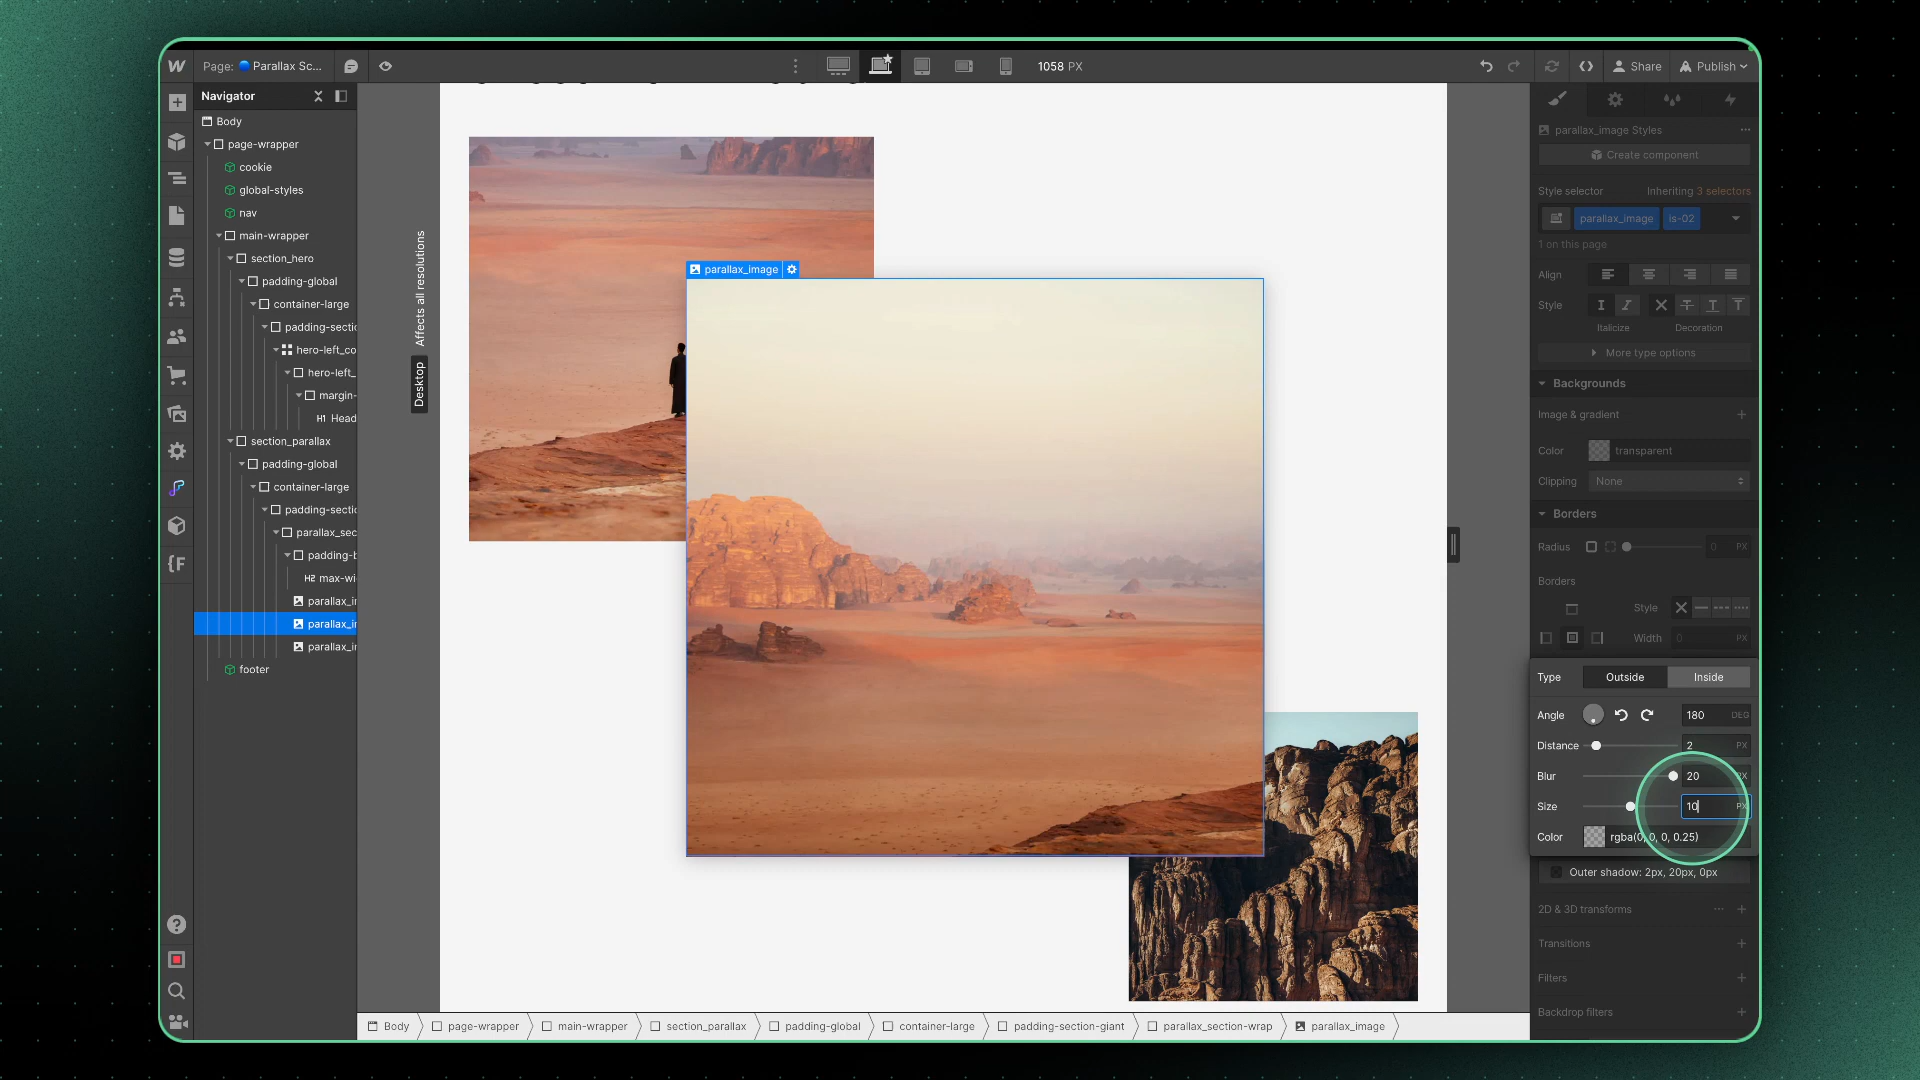 Page: Parallax Sc...
1058 PX
Share
Publish
Navigator
Body
page-wrapper
cookie
global-styles
nav
main-wrapper
section_hero
padding-global
container-large
padding-sectic
hero-left_co
hero-left_
margin-
H1 Head
section_parallax
padding-global
container-large
padding-sectic
parallax_sec
padding-b
H2 max-wi
parallax_ir
parallax_ir
parallax_ir
footer
Affects all resolutions
Desktop
parallax_image
parallax_image Styles
Create component
Style selector
Inheriting 3 selectors
parallax_image
is-02
1 on this page
Align
Style
Italicize
Decoration
More type options
Backgrounds
Image & gradient
Color
transparent
Clipping
None
Borders
Radius
0 PX
Borders
Style
Width
0 PX
Type
Outside
Inside
Angle
180 DEG
Distance
2 PX
Blur
20 PX
Size
10 PX
Color
rgba(0, 0, 0, 0.25)
Outer shadow: 2px, 20px, 0px
2D & 3D transforms
Transitions
Filters
Backdrop filters
Body
page-wrapper
main-wrapper
section_parallax
padding-global
container-large
padding-section-giant
parallax_section-wrap
parallax_image